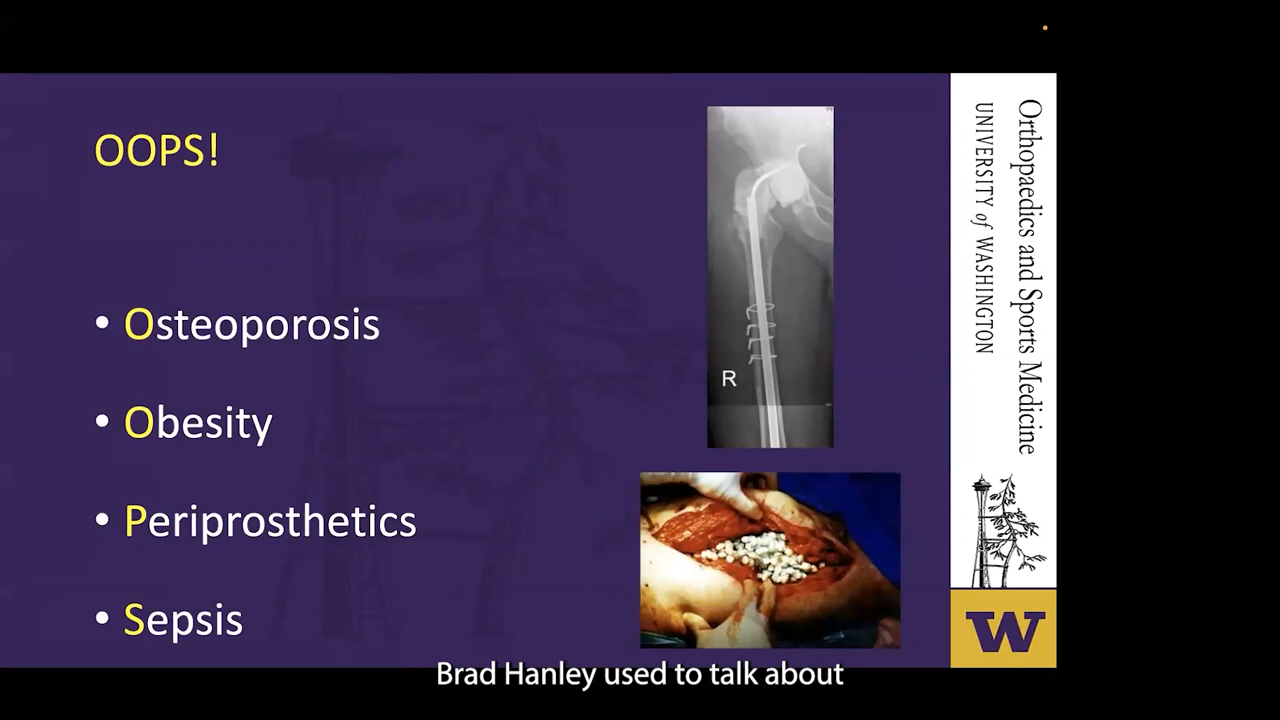 OOPS!
• Osteoporosis
• Obesity
• Periprosthetics
• Sepsis
R
Orthopaedics and Sports Medicine
UNIVERSITY of WASHINGTON
W
Brad Hanley used to talk about